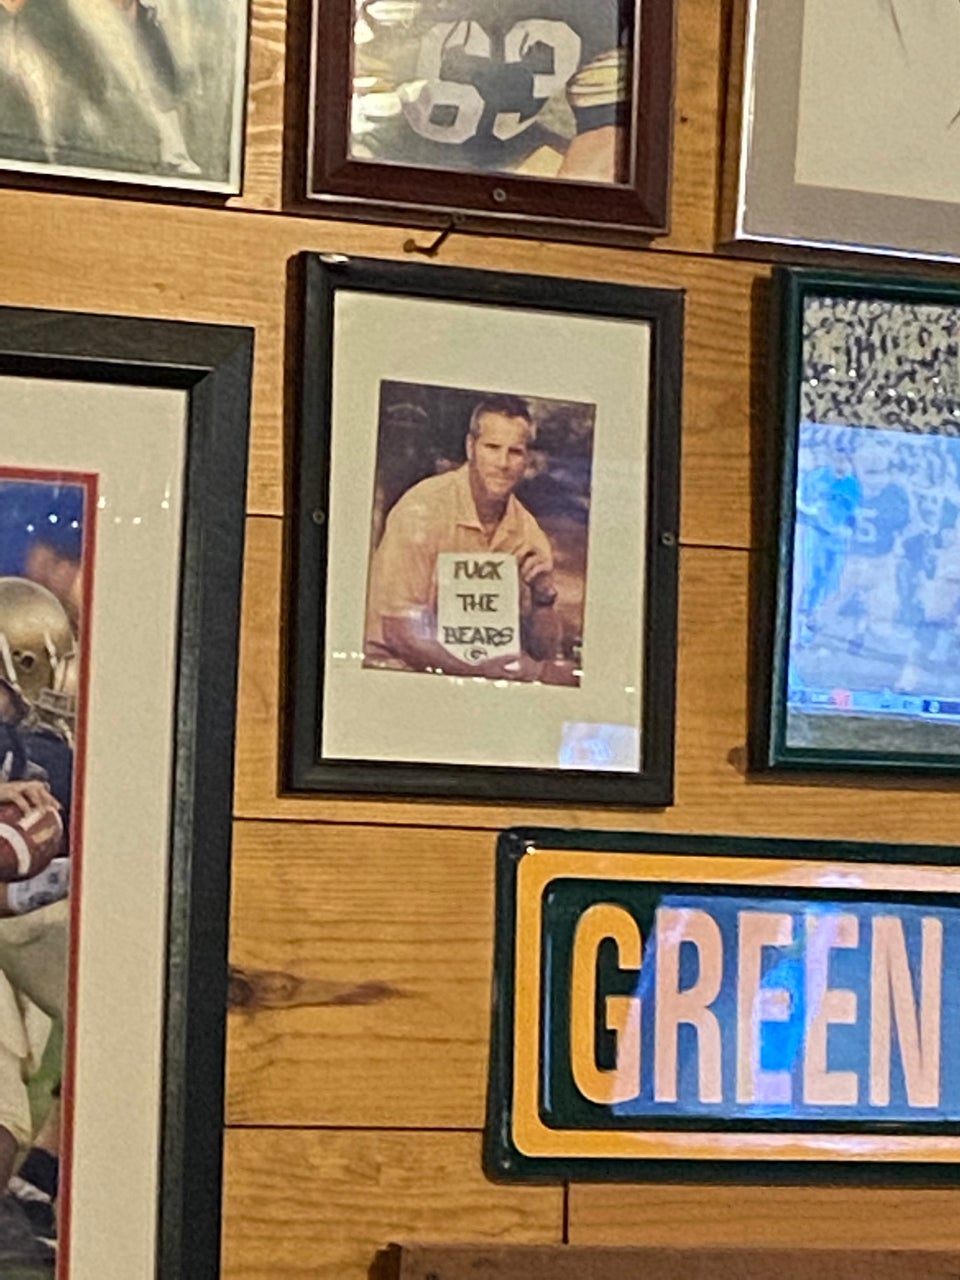 63
FUCK
THE
BEARS
G
GREEN